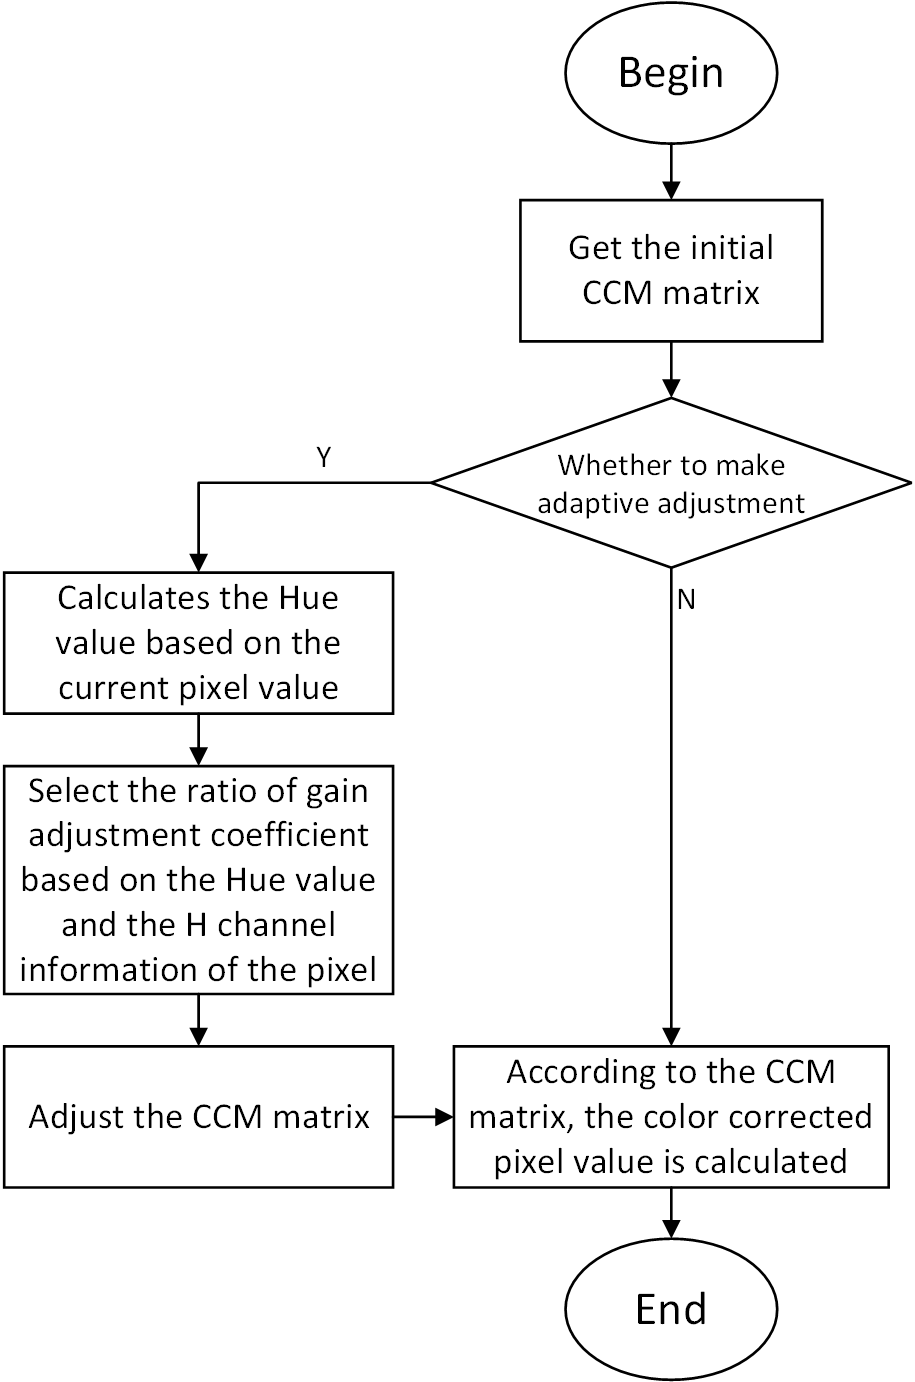 Begin
Get the initial
CCM matrix
Whether to make
adaptive adjustment
Y
N
Calculates the Hue
value based on the
current pixel value
Select the ratio of gain
adjustment coefficient
based on the Hue value
and the H channel
information of the pixel
Adjust the CCM matrix
According to the CCM
matrix, the color corrected
pixel value is calculated
End